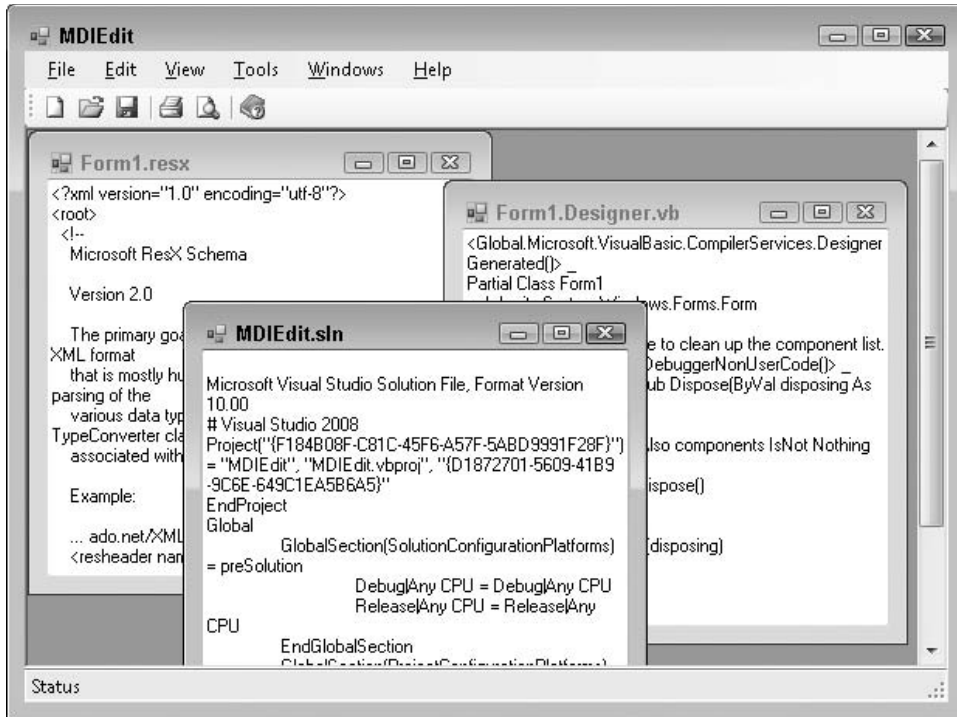 MDIEdit
File Edit View Tools Windows Help
Form1.resx
<?xml version="1.0" encoding="utf-8"?>
<root>
<!--
Microsoft ResX Schema
Version 2.0
The primary goa
XML format
that is mostly hu
parsing of the
various data typ
TypeConverter cla
associated with
Example:
... ado.net/XML
<resheader nam
Form1.Designer.vb
<Global.Microsoft.VisualBasic.CompilerServices.Designer
Generated()> _
Partial Class Form1
ws.Forms.Form
e to clean up the component list.
DebuggerNonUserCode()> _
ub Dispose(ByVal disposing As
lso components IsNot Nothing
ispose()
(disposing)
MDIEdit.sln
Microsoft Visual Studio Solution File, Format Version
10.00
# Visual Studio 2008
Project("{F184B08F-C81C-45F6-A57F-5ABD9991F28F}")
= "MDIEdit", "MDIEdit.vbproj", "{D1872701-5609-41B9
-9C6E-649C1EA5B6A5}"
EndProject
Global
GlobalSection(SolutionConfigurationPlatforms)
= preSolution
Debug|Any CPU = Debug|Any CPU
Release|Any CPU = Release|Any
CPU
EndGlobalSection
Status